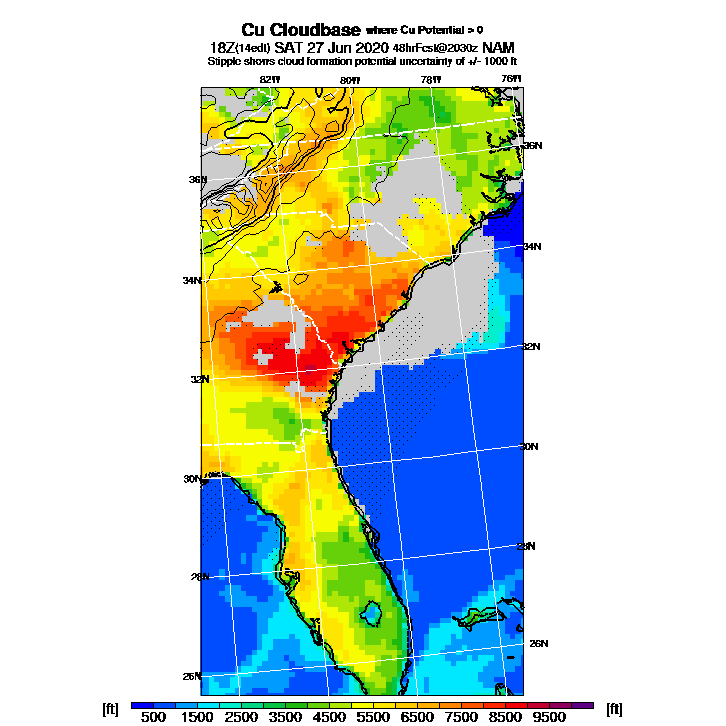 Cu Cloudbase where Cu Potential > 0
18Z(14edt) SAT 27 Jun 2020 48hrFcst@2030z NAM
Stipple shows cloud formation potential uncertainty of +/- 1000 ft
82W 80W 78W 76W
36N
36N
34N
34N
32N
32N
30N
30N
28N
28N
26N
26N
[ft] 500 1500 2500 3500 4500 5500 6500 7500 8500 9500 [ft]